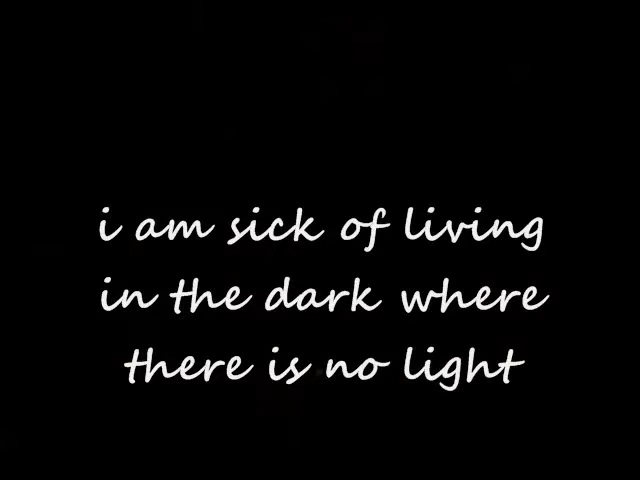 i am sick of living
in the dark where
there is no light